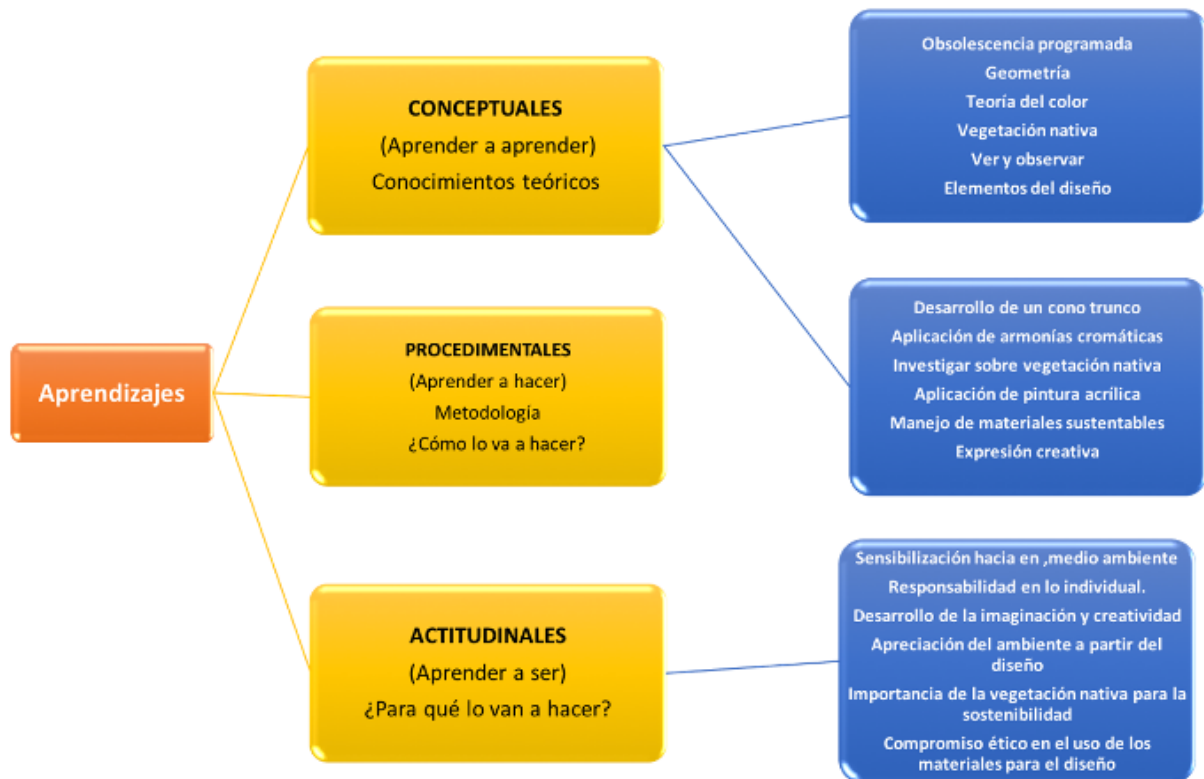 Aprendizajes
CONCEPTUALES
(Aprender a aprender)
Conocimientos teóricos
Obsolescencia programada
Geometría
Teoría del color
Vegetación nativa
Ver y observar
Elementos del diseño
PROCEDIMENTALES
(Aprender a hacer)
Metodología
¿Cómo lo va a hacer?
Desarrollo de un cono trunco
Aplicación de armonías cromáticas
Investigar sobre vegetación nativa
Aplicación de pintura acrílica
Manejo de materiales sustentables
Expresión creativa
ACTITUDINALES
(Aprender a ser)
¿Para qué lo van a hacer?
Sensibilización hacia en ,medio ambiente
Responsabilidad en lo individual.
Desarrollo de la imaginación y creatividad
Apreciación del ambiente a partir del
diseño
Importancia de la vegetación nativa para la
sostenibilidad
Compromiso ético en el uso de los
materiales para el diseño